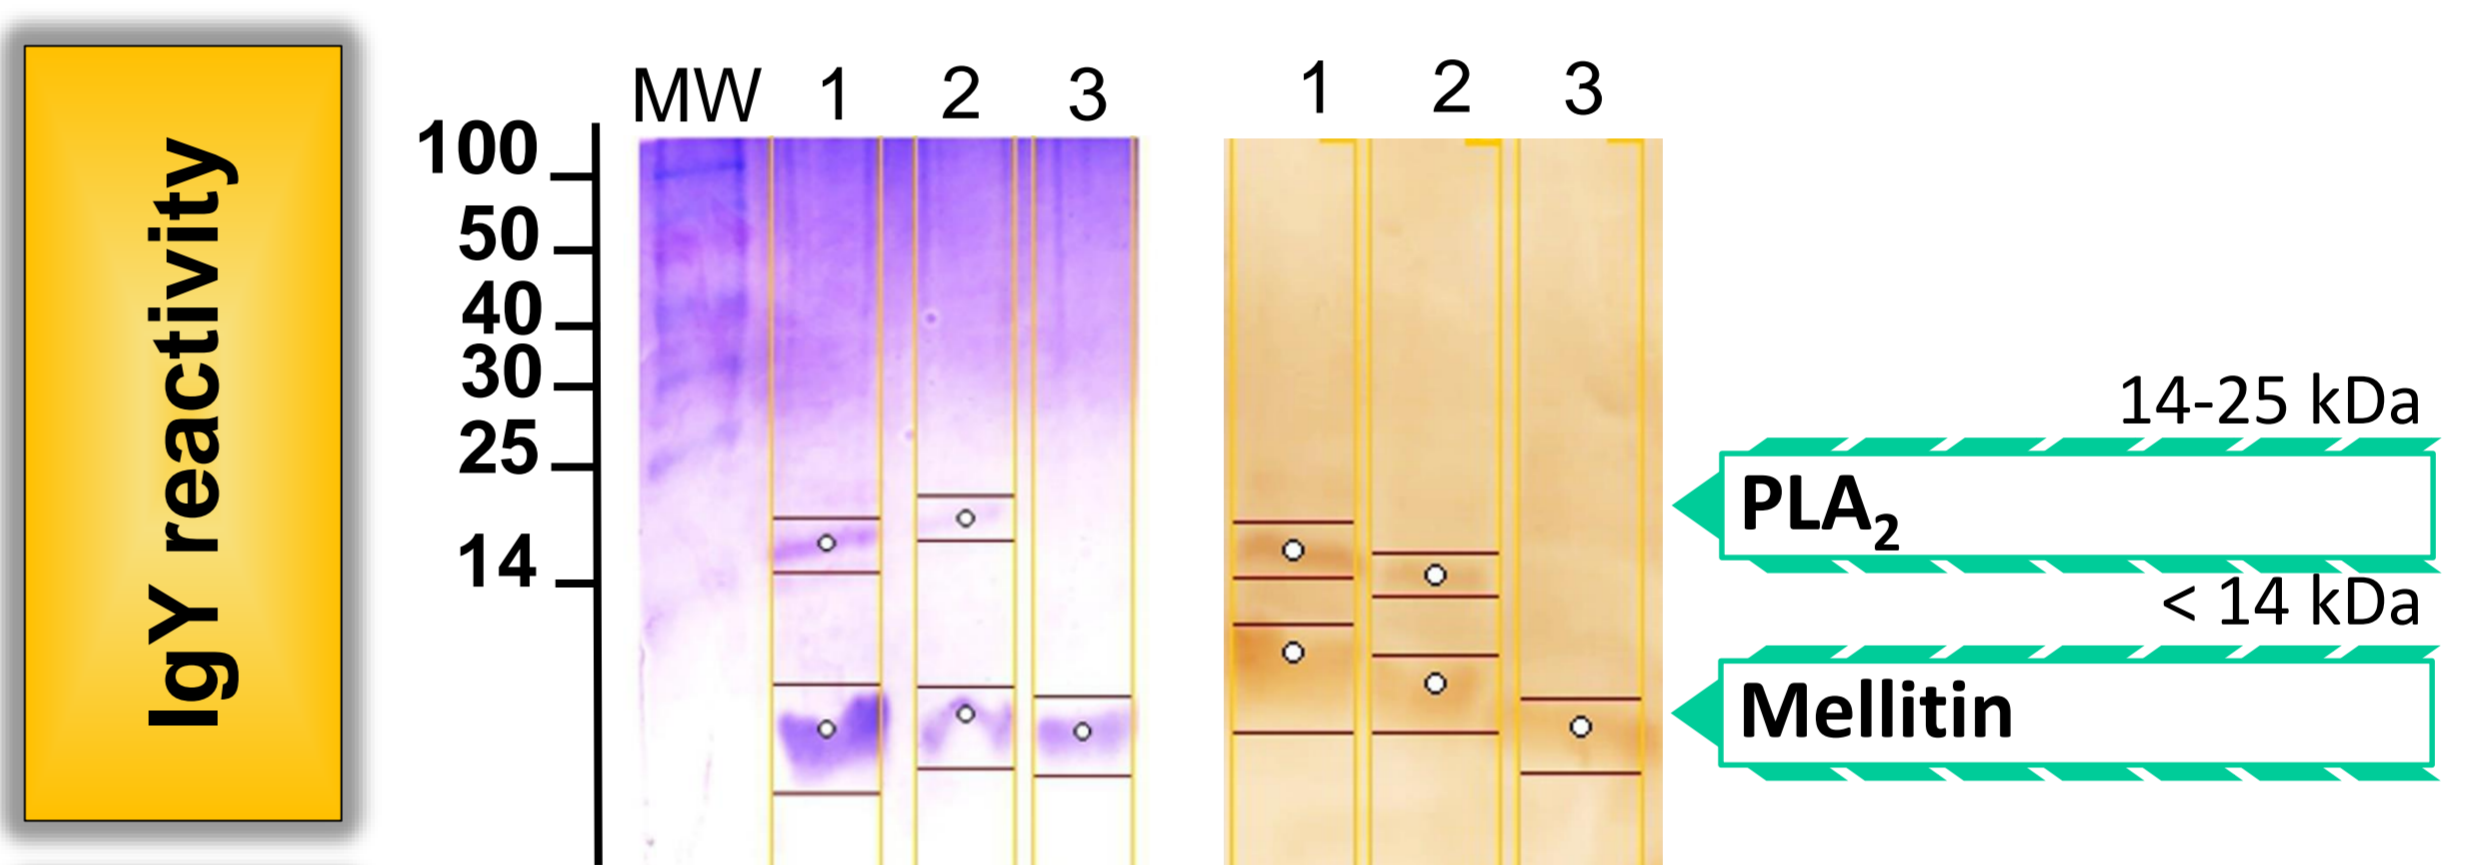 IgY reactivity
MW 1 2 3
1 2 3
100
50
40
30
25
14
14-25 kDa
PLA₂
< 14 kDa
Mellitin